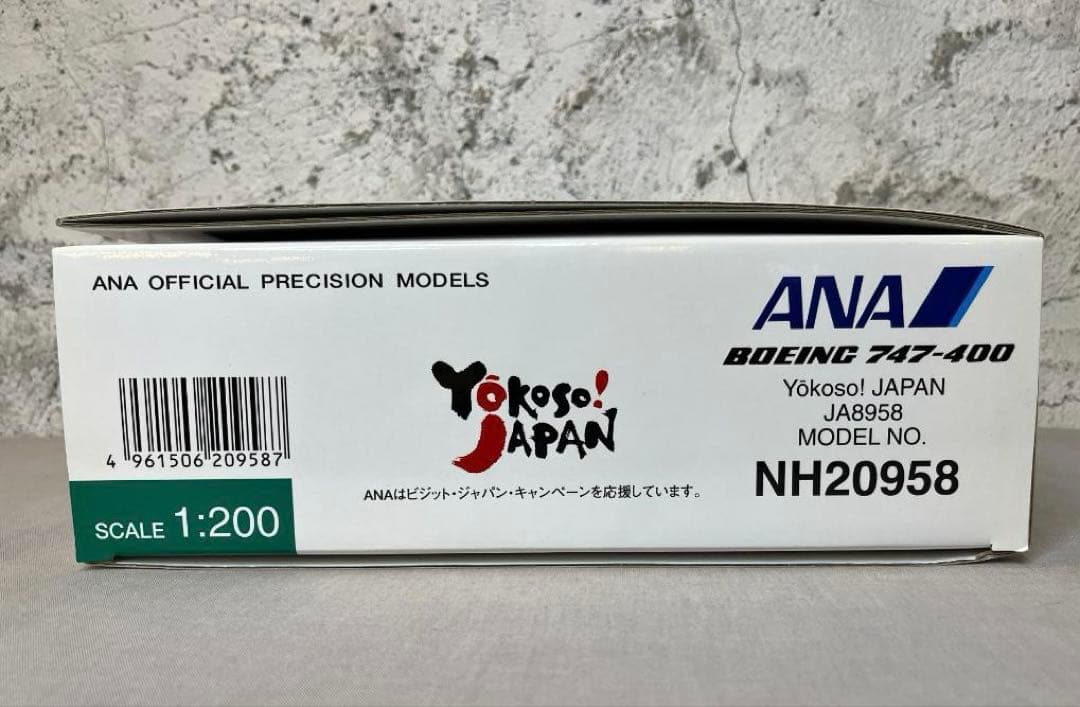 ANA OFFICIAL PRECISION MODELS
ANA
BOEING 747-400
Yōkoso! JAPAN
JA8958
MODEL NO.
NH20958
Yōkoso!
JAPAN
ANAはビジット・ジャパン・キャンペーンを応援しています。
4 961506 209587
SCALE 1:200